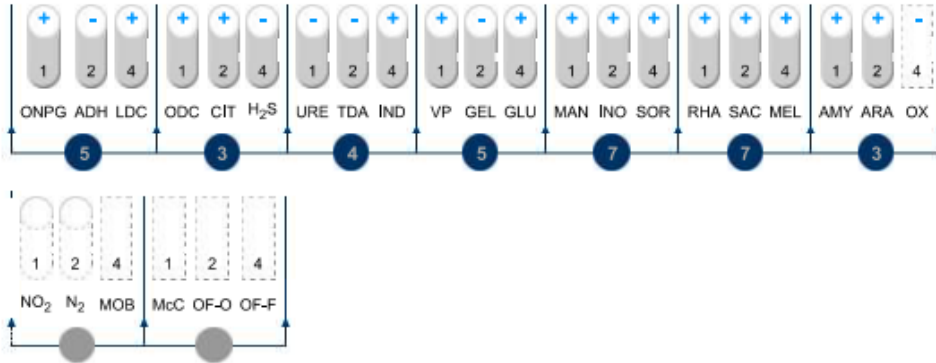 + - + + + - - - + + - + + + + + + + + + -
1 2 4 1 2 4 1 2 4 1 2 4 1 2 4 1 2 4 1 2 4
ONPG ADH LDC ODC CİT H₂S URE TDA İND VP GEL GLU MAN İNO SOR RHA SAC MEL AMY ARA OX
5 3 4 5 7 7 3
1 2 4 1 2 4
NO₂ N₂ MOB McC OF-O OF-F